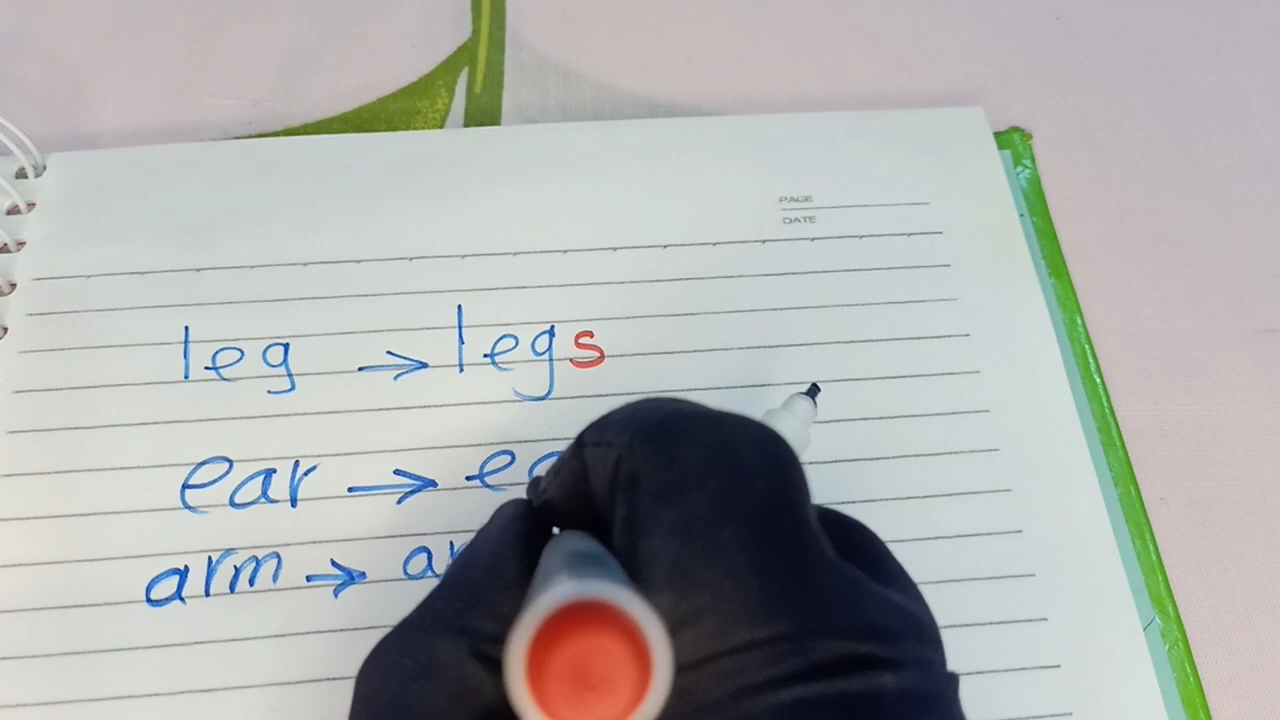 PAGE
DATE
leg → legs
ear →
arm →